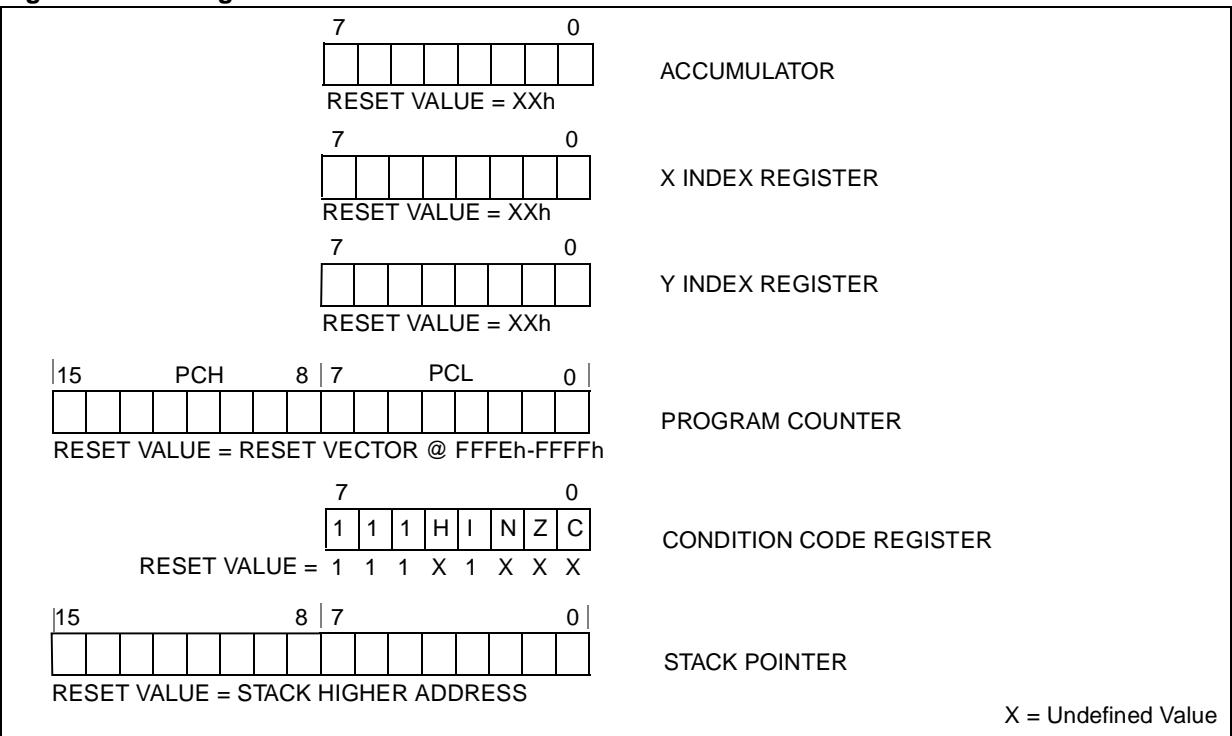 7 0
ACCUMULATOR
RESET VALUE = XXh
7 0
X INDEX REGISTER
RESET VALUE = XXh
7 0
Y INDEX REGISTER
RESET VALUE = XXh
15 PCH 8 7 PCL 0
PROGRAM COUNTER
RESET VALUE = RESET VECTOR @ FFFEh-FFFFh
7 0
1 1 1 H I N Z C
CONDITION CODE REGISTER
RESET VALUE = 1 1 1 X 1 X X X
15 8 7 0
STACK POINTER
RESET VALUE = STACK HIGHER ADDRESS
X = Undefined Value